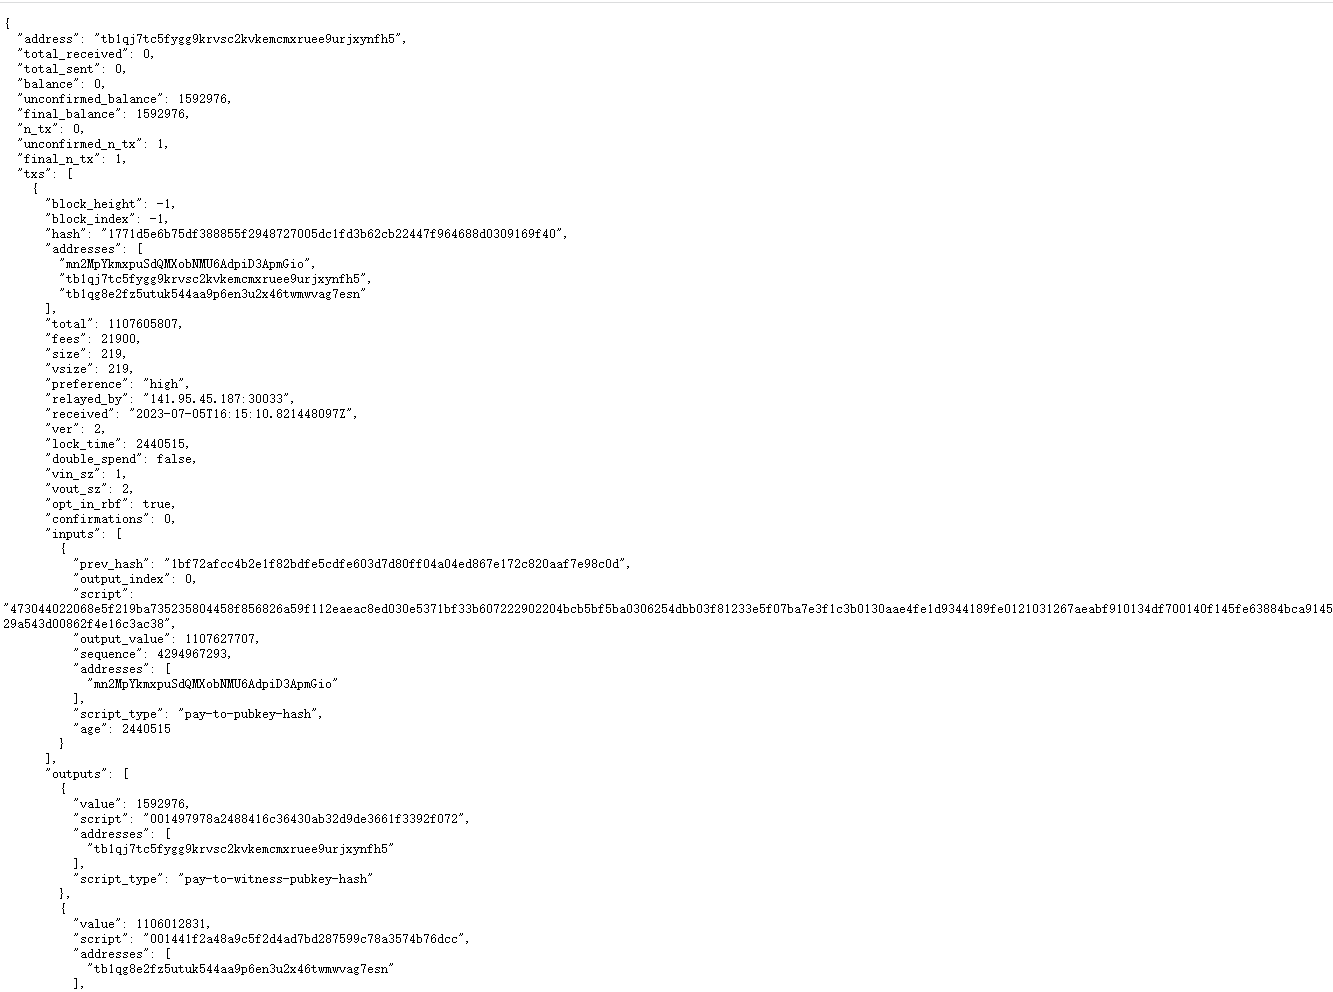 {
"address": "tb1qj7tc5fygg9krvsc2kvkemcmxruee9urjxynfh5",
"total_received": 0,
"total_sent": 0,
"balance": 0,
"unconfirmed_balance": 1592976,
"final_balance": 1592976,
"n_tx": 0,
"unconfirmed_n_tx": 1,
"final_n_tx": 1,
"txs": [
{
"block_height": -1,
"block_index": -1,
"hash": "1771d5e6b75df388855f2948727005dc1fd3b62cb22447f964688d0309169f40",
"addresses": [
"mn2MpYkmxpuSdQMXobNMU6AdpiD3ApmGio",
"tb1qj7tc5fygg9krvsc2kvkemcmxruee9urjxynfh5",
"tb1qg8e2fz5utuk544aa9p6en3u2x46twmwvag7esn"
],
"total": 1107605807,
"fees": 21900,
"size": 219,
"vsize": 219,
"preference": "high",
"relayed_by": "141.95.45.187:30033",
"received": "2023-07-05T16:15:10.821448097Z",
"ver": 2,
"lock_time": 2440515,
"double_spend": false,
"vin_sz": 1,
"vout_sz": 2,
"opt_in_rbf": true,
"confirmations": 0,
"inputs": [
{
"prev_hash": "1bf72afcc4b2e1f82bdfe5cdfe603d7d80ff04a04ed867e172c820aaf7e98c0d",
"output_index": 0,
"script":
"473044022068e5f219ba735235804458f856826a59f112eaeac8ed030e5371bf33b607222902204bcb5bf5ba0306254dbb03f81233e5f07ba7e3f1c3b0130aae4fe1d9344189fe0121031267aeabf910134df700140f145fe63884bca9145
29a543d00862f4e16c3ac38",
"output_value": 1107627707,
"sequence": 4294967293,
"addresses": [
"mn2MpYkmxpuSdQMXobNMU6AdpiD3ApmGio"
],
"script_type": "pay-to-pubkey-hash",
"age": 2440515
}
],
"outputs": [
{
"value": 1592976,
"script": "001497978a2488416c36430ab32d9de3661f3392f072",
"addresses": [
"tb1qj7tc5fygg9krvsc2kvkemcmxruee9urjxynfh5"
],
"script_type": "pay-to-witness-pubkey-hash"
},
{
"value": 1106012831,
"script": "001441f2a48a9c5f2d4ad7bd287599c78a3574b76dcc",
"addresses": [
"tb1qg8e2fz5utuk544aa9p6en3u2x46twmwvag7esn"
],